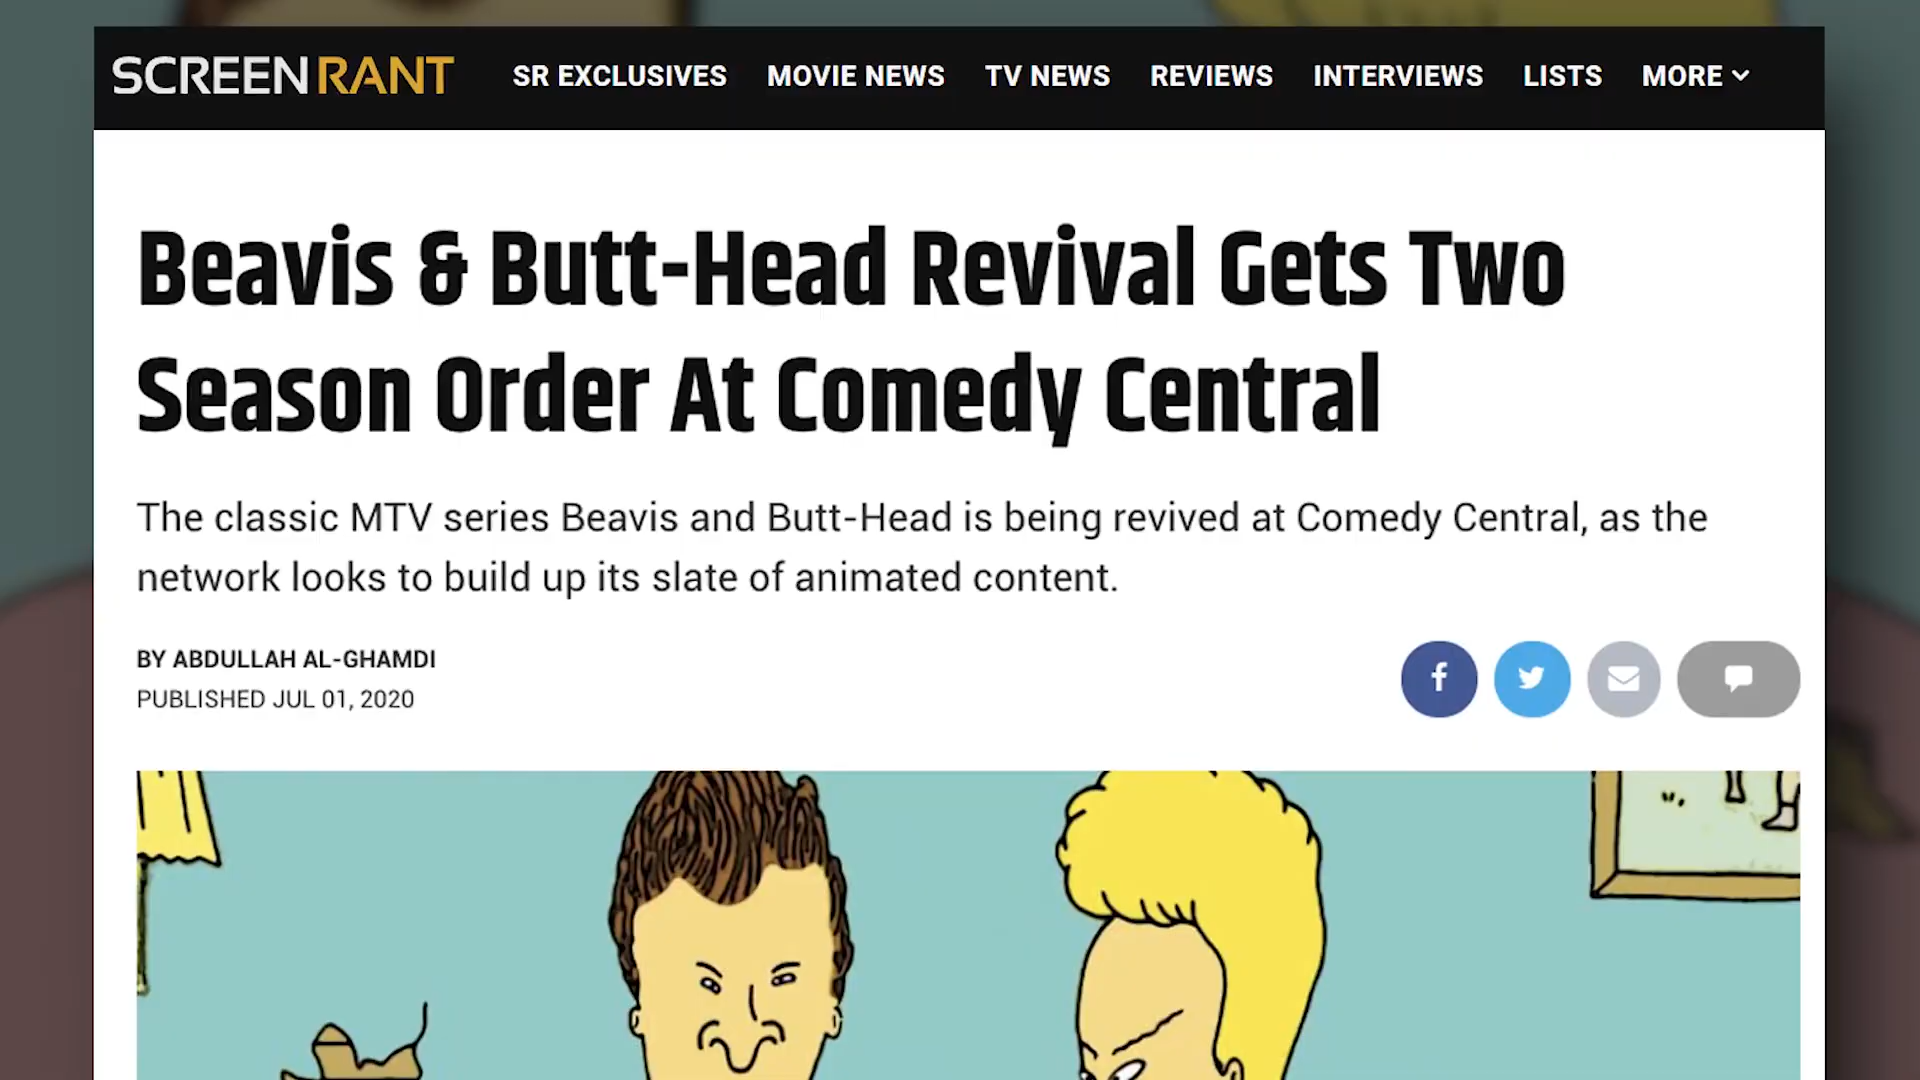 SCREENRANT SR EXCLUSIVES MOVIE NEWS TV NEWS REVIEWS INTERVIEWS LISTS MORE
Beavis & Butt-Head Revival Gets Two
Season Order At Comedy Central
The classic MTV series Beavis and Butt-Head is being revived at Comedy Central, as the
network looks to build up its slate of animated content.
BY ABDULLAH AL-GHAMDI
PUBLISHED JUL 01, 2020